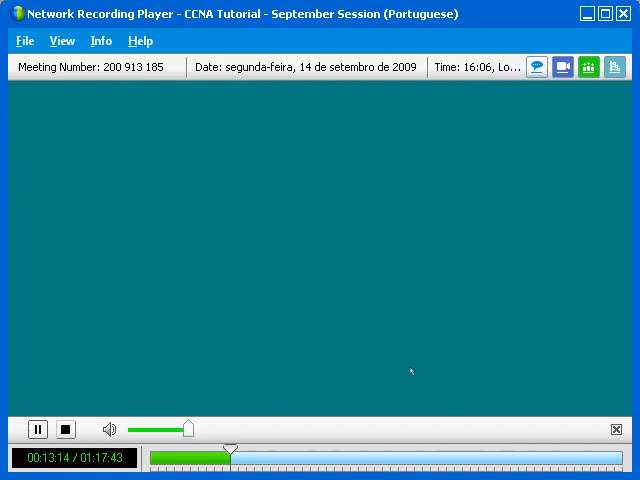 Network Recording Player - CCNA Tutorial - September Session (Portuguese)
File View Info Help
Meeting Number: 200 913 185 Date: segunda-feira, 14 de setembro de 2009 Time: 16:06, Lo...
00:13:14 / 01:17:43